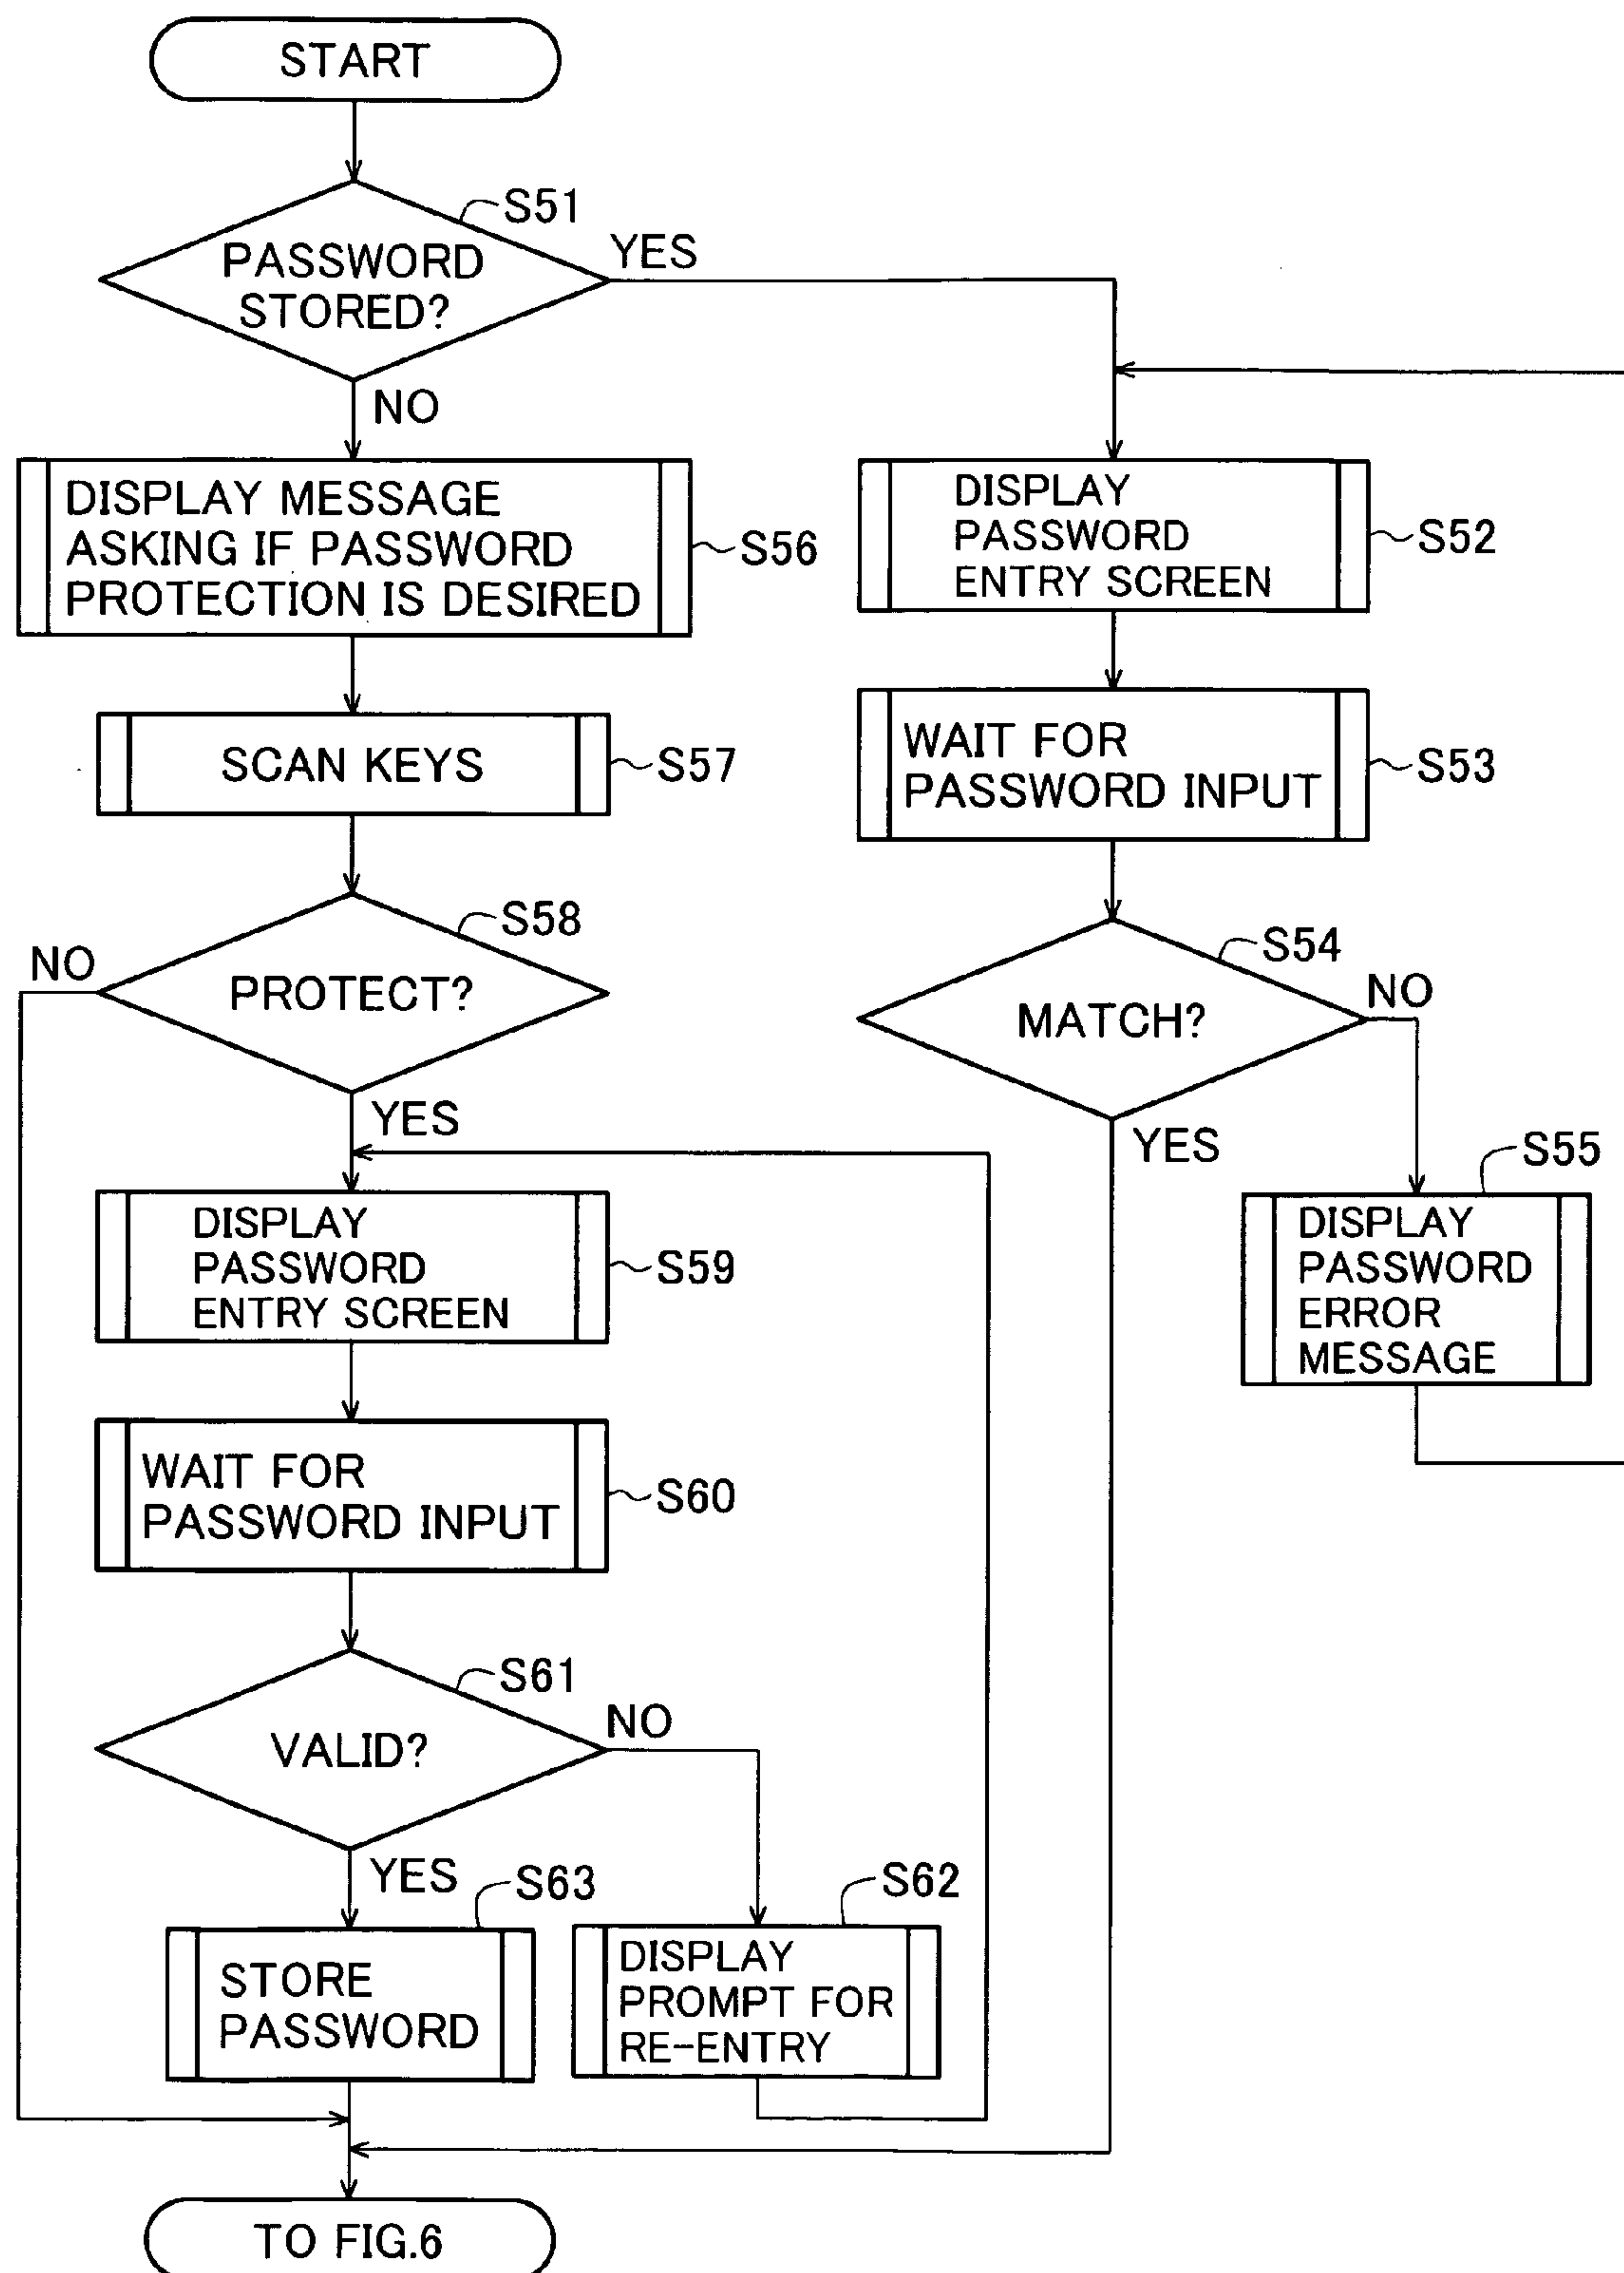 START
S51
PASSWORD
STORED?
YES
NO
DISPLAY MESSAGE
ASKING IF PASSWORD
PROTECTION IS DESIRED
S56
SCAN KEYS
S57
S58
PROTECT?
NO
YES
DISPLAY
PASSWORD
ENTRY SCREEN
S59
WAIT FOR
PASSWORD INPUT
S60
S61
VALID?
NO
YES
S63
STORE
PASSWORD
S62
DISPLAY
PROMPT FOR
RE-ENTRY
DISPLAY
PASSWORD
ENTRY SCREEN
S52
WAIT FOR
PASSWORD INPUT
S53
S54
MATCH?
NO
YES
S55
DISPLAY
PASSWORD
ERROR
MESSAGE
TO FIG.6